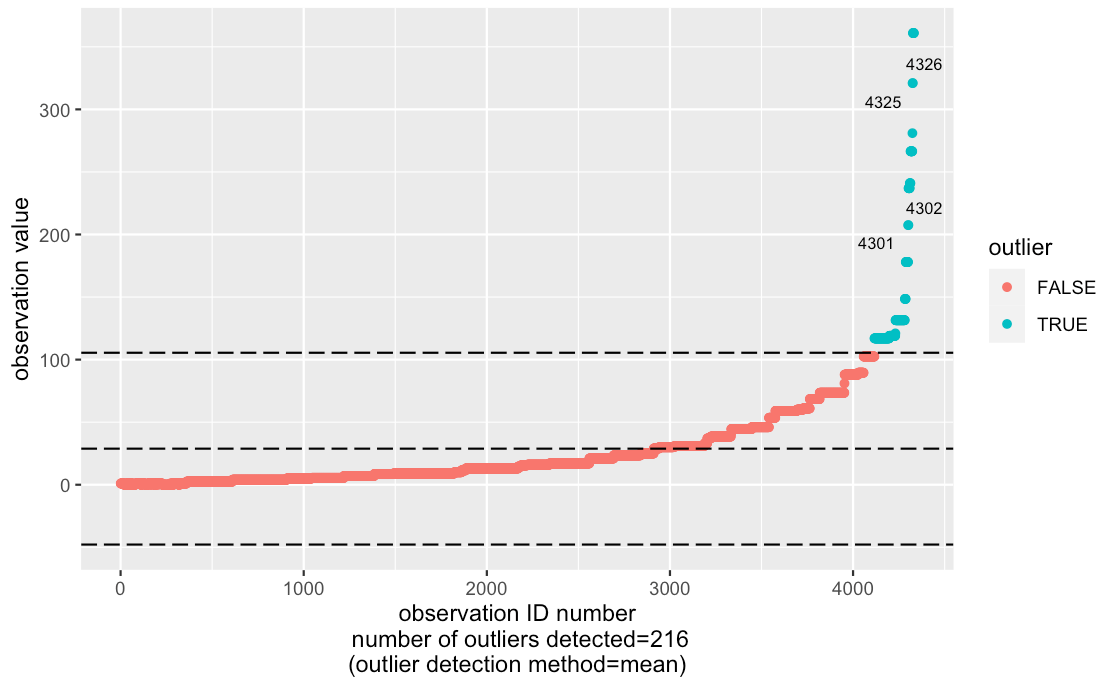 4326
4325
300
4302
200
4301
100
0
observation value
0 1000 2000 3000 4000
observation ID number
number of outliers detected=216
(outlier detection method=mean)
outlier
FALSE
TRUE